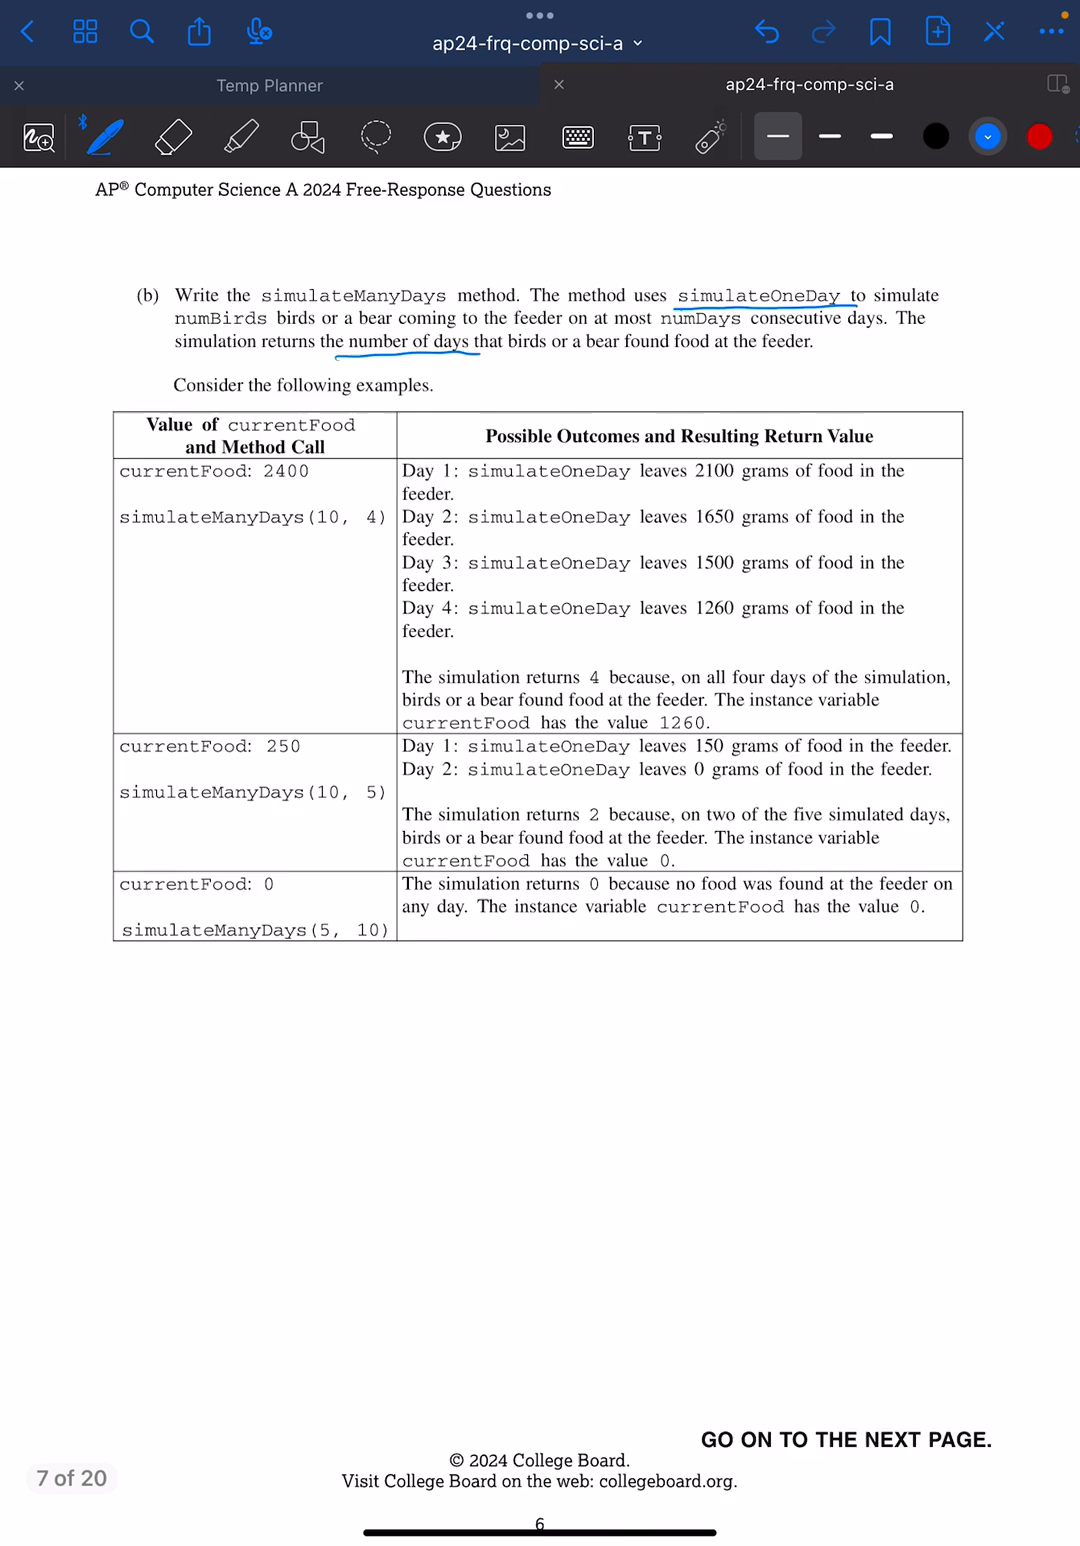 ap24-frq-comp-sci-a
Temp Planner
ap24-frq-comp-sci-a
T
AP® Computer Science A 2024 Free-Response Questions
(b) Write the simulateManyDays method. The method uses simulateOneDay to simulate
numBirds birds or a bear coming to the feeder on at most numDays consecutive days. The
simulation returns the number of days that birds or a bear found food at the feeder.
Consider the following examples.
Value of currentFood
and Method Call
Possible Outcomes and Resulting Return Value
currentFood: 2400
simulateManyDays(10, 4)
Day 1: simulateOneDay leaves 2100 grams of food in the
feeder.
Day 2: simulateOneDay leaves 1650 grams of food in the
feeder.
Day 3: simulateOneDay leaves 1500 grams of food in the
feeder.
Day 4: simulateOneDay leaves 1260 grams of food in the
feeder.
The simulation returns 4 because, on all four days of the simulation,
birds or a bear found food at the feeder. The instance variable
currentFood has the value 1260.
currentFood: 250
simulateManyDays(10, 5)
Day 1: simulateOneDay leaves 150 grams of food in the feeder.
Day 2: simulateOneDay leaves 0 grams of food in the feeder.
The simulation returns 2 because, on two of the five simulated days,
birds or a bear found food at the feeder. The instance variable
currentFood has the value 0.
currentFood: 0
simulateManyDays(5, 10)
The simulation returns 0 because no food was found at the feeder on
any day. The instance variable currentFood has the value 0.
GO ON TO THE NEXT PAGE.
© 2024 College Board.
Visit College Board on the web: collegeboard.org.
7 of 20
6